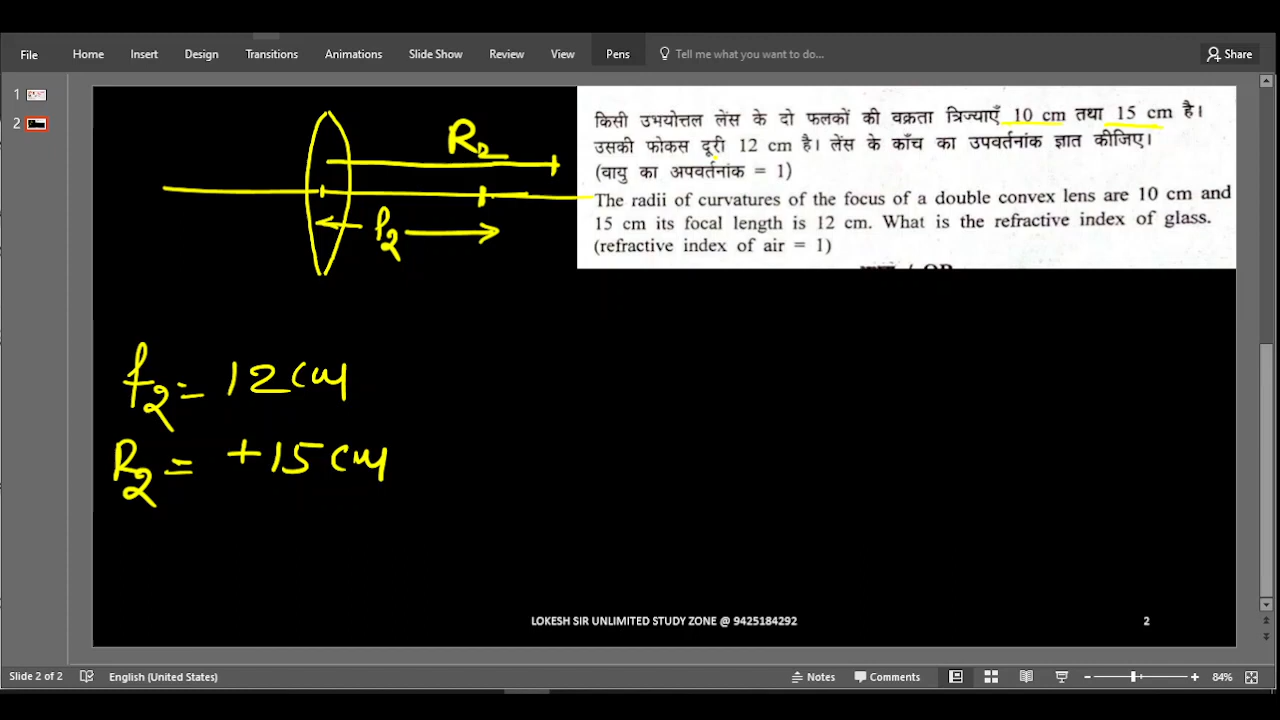 File Home Insert Design Transitions Animations Slide Show Review View Pens Tell me what you want to do... Share
1
2
R2
f2
किसी उभयोत्तल लेंस के दो फलकों की वक्रता त्रिज्याएँ 10 cm तथा 15 cm है।
उसकी फोकस दूरी 12 cm है। लेंस के काँच का उपवर्तनांक ज्ञात कीजिए।
(वायु का अपवर्तनांक = 1)
The radii of curvatures of the focus of a double convex lens are 10 cm and
15 cm its focal length is 12 cm. What is the refractive index of glass.
(refractive index of air = 1)
f2 = 12 cm
R2 = +15 cm
LOKESH SIR UNLIMITED STUDY ZONE @ 9425184292 2
Slide 2 of 2 English (United States) Notes Comments 84%